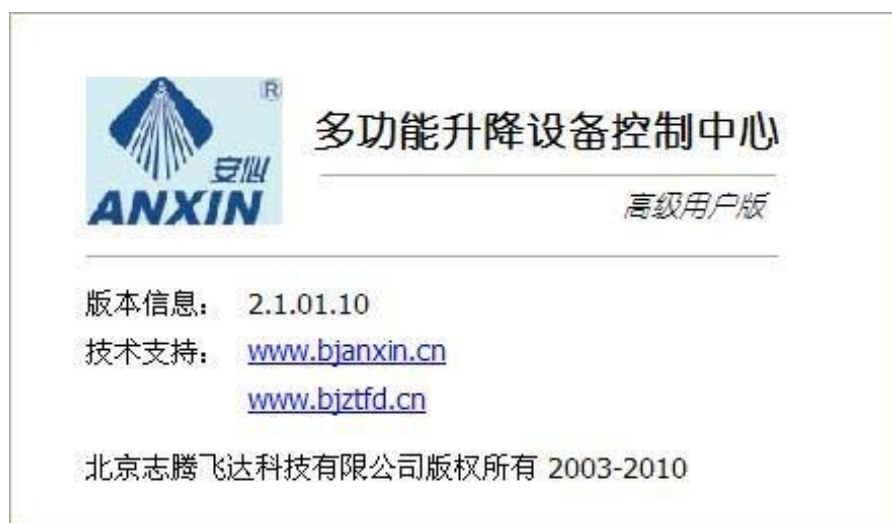 ®
安心
ANXIN
多功能升降设备控制中心
高级用户版
版本信息： 2.1.01.10
技术支持： www.bjanxin.cn
www.bjztfd.cn
北京志腾飞达科技有限公司版权所有 2003-2010